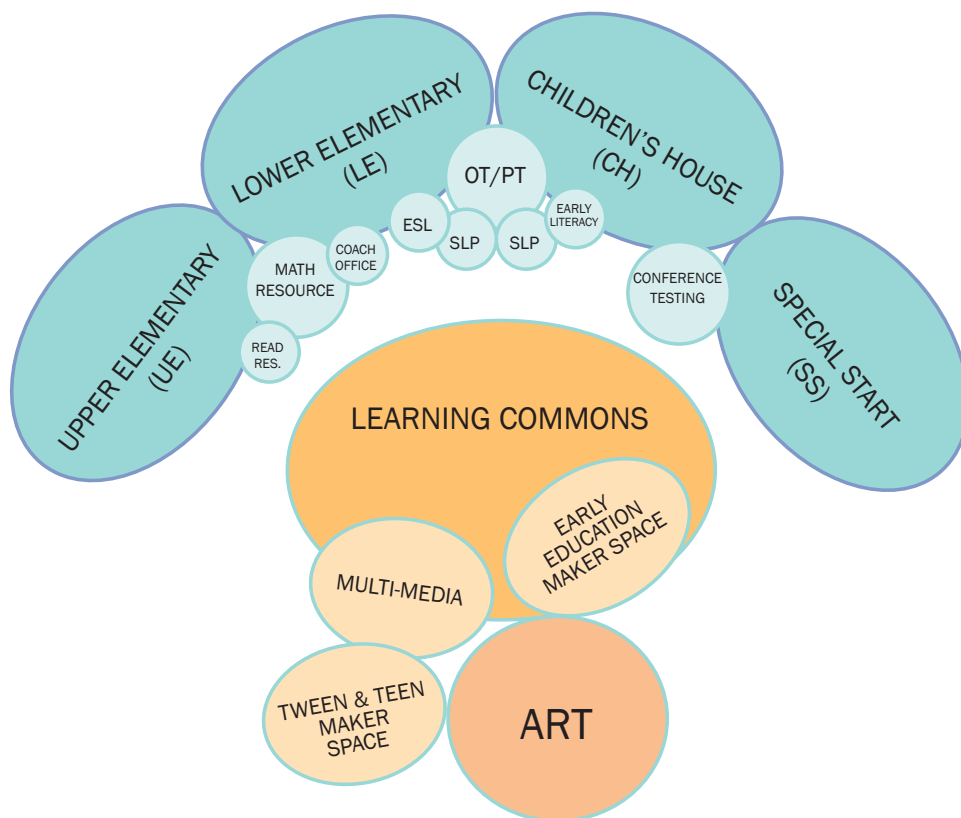 LOWER ELEMENTARY
(LE)
CHILDREN'S HOUSE
(CH)
UPPER ELEMENTARY
(UE)
SPECIAL START
(SS)
OT/PT
ESL
SLP
SLP
EARLY
LITERACY
COACH
OFFICE
MATH
RESOURCE
READ
RES.
CONFERENCE
TESTING
LEARNING COMMONS
EARLY
EDUCATION
MAKER SPACE
MULTI-MEDIA
TWEEN & TEEN
MAKER
SPACE
ART